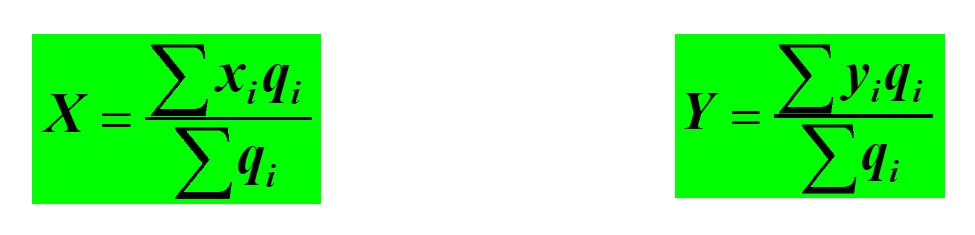 X = ∑ x_i q_i / ∑ q_i
Y = ∑ y_i q_i / ∑ q_i